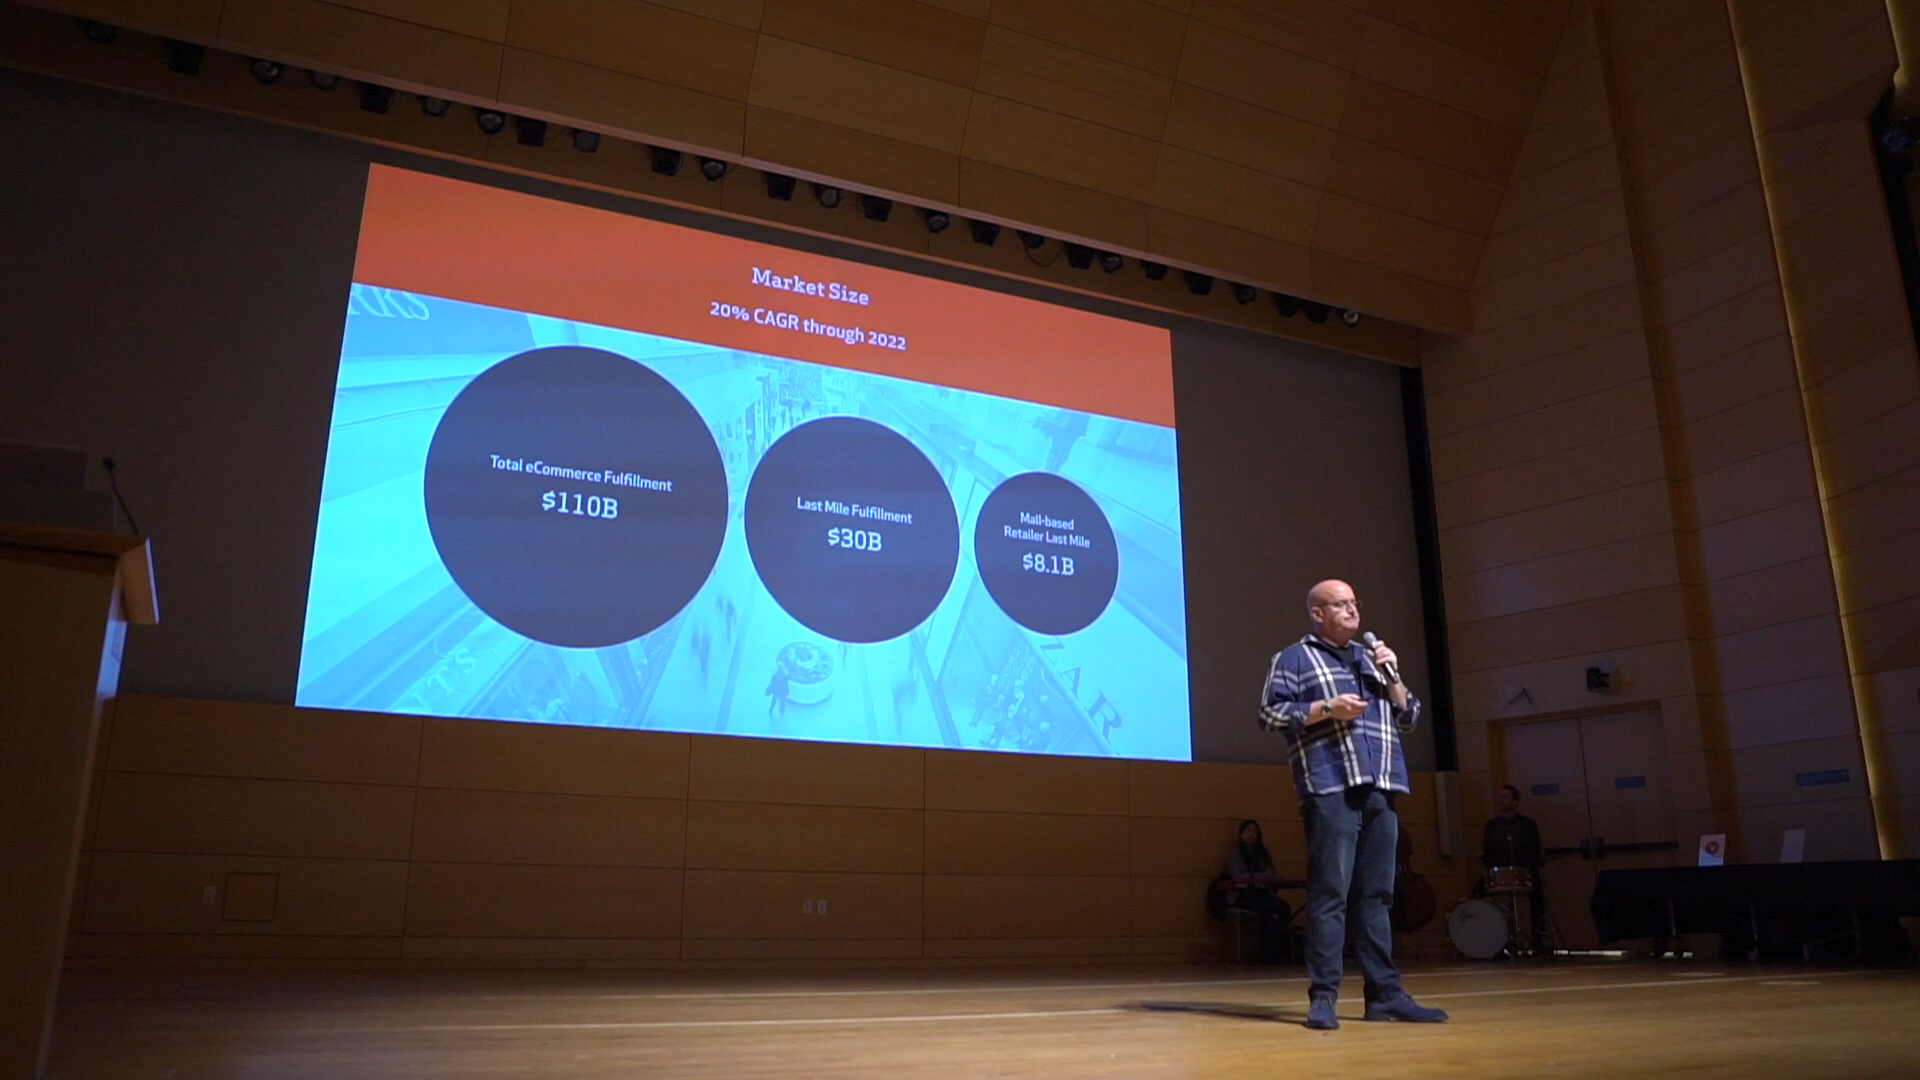 Market Size
20% CAGR through 2022
Total eCommerce Fulfillment
$110B
Last Mile Fulfillment
$30B
Mall-based
Retailer Last Mile
$8.1B